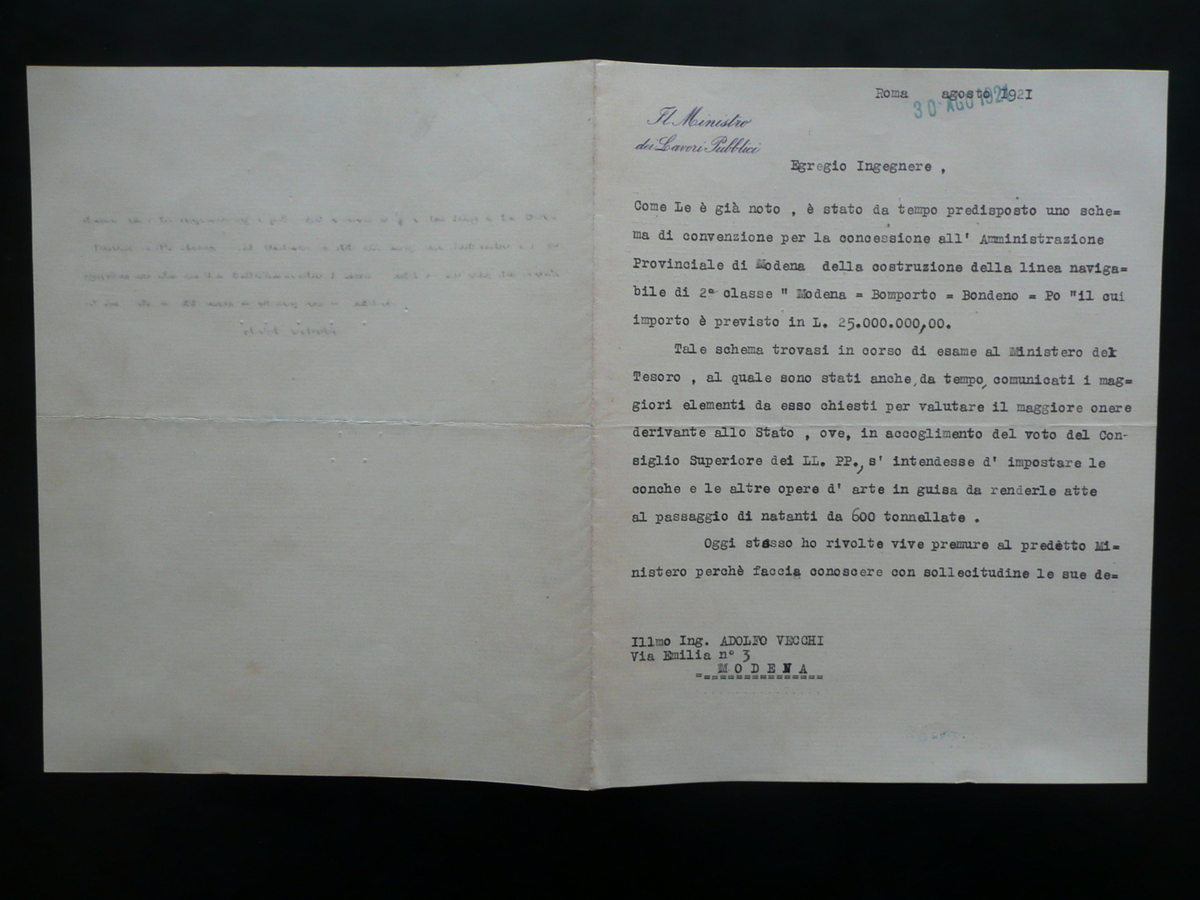 Roma agosto 1921
30 AGO 1921
Il Ministro
dei Lavori Pubblici
Egregio Ingegnere ,
Come Le è già noto , è stato da tempo predisposto uno sche=
ma di convenzione per la concessione all' Amministrazione
Provinciale di Modena della costruzione della linea naviga=
bile di 2ª classe " Modena = Bomporto = Bondeno = Po "il cui
importo è previsto in L. 25.000.000,00.
Tale schema trovasi in corso di esame al Ministero del
Tesoro , al quale sono stati anche,da tempo, comunicati i mag=
giori elementi da esso chiesti per valutare il maggiore onere
derivante allo Stato , ove, in accoglimento del voto del Con-
siglio Superiore dei LL. PP., s' intendesse d' impostare le
conche e le altre opere d' arte in guisa da renderle atte
al passaggio di natanti da 600 tonnellate .
Oggi stesso ho rivolte vive premure al predetto Mi=
nistero perchè faccia conoscere con sollecitudine le sue de=
Illmo Ing. ADOLFO VECCHI
Via Emilia n° 3
M O D E N A